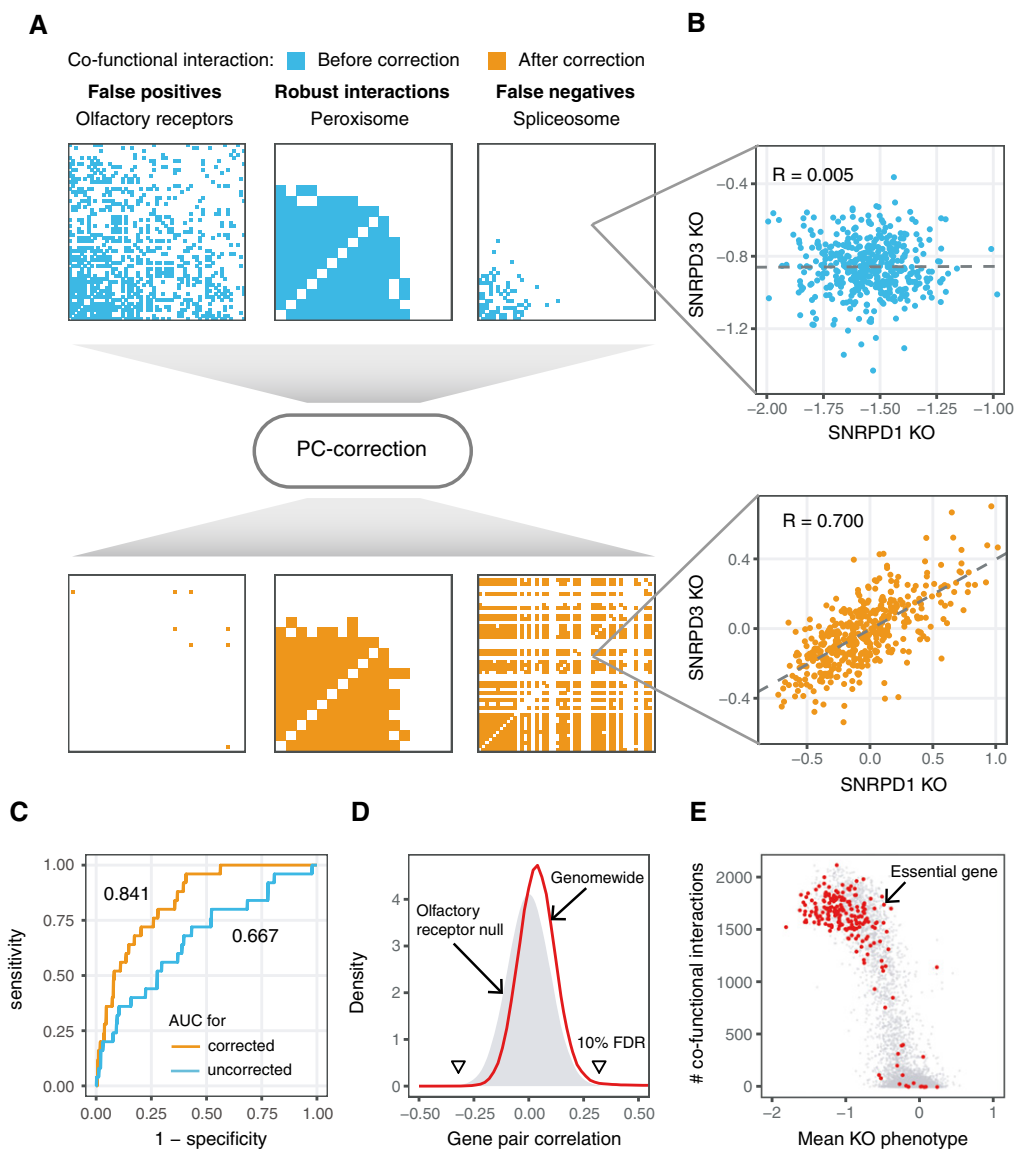 A
Co-functional interaction: Before correction After correction
False positives
Olfactory receptors
Robust interactions
Peroxisome
False negatives
Spliceosome
PC-correction
B
R = 0.005
SNRPD3 KO
−0.4
−0.8
−1.2
−2.00 −1.75 −1.50 −1.25 −1.00
SNRPD1 KO
R = 0.700
SNRPD3 KO
0.4
0.0
−0.4
−0.5 0.0 0.5 1.0
SNRPD1 KO
C
sensitivity
1.00
0.75
0.50
0.25
0.00
0.841
0.667
AUC for
corrected
uncorrected
0.00 0.25 0.50 0.75 1.00
1 − specificity
D
Density
4
3
2
1
0
Olfactory
receptor null
Genomewide
10% FDR
−0.50 −0.25 0.00 0.25 0.50
Gene pair correlation
E
# co-functional interactions
2000
1500
1000
500
0
Essential gene
−2 −1 0 1
Mean KO phenotype